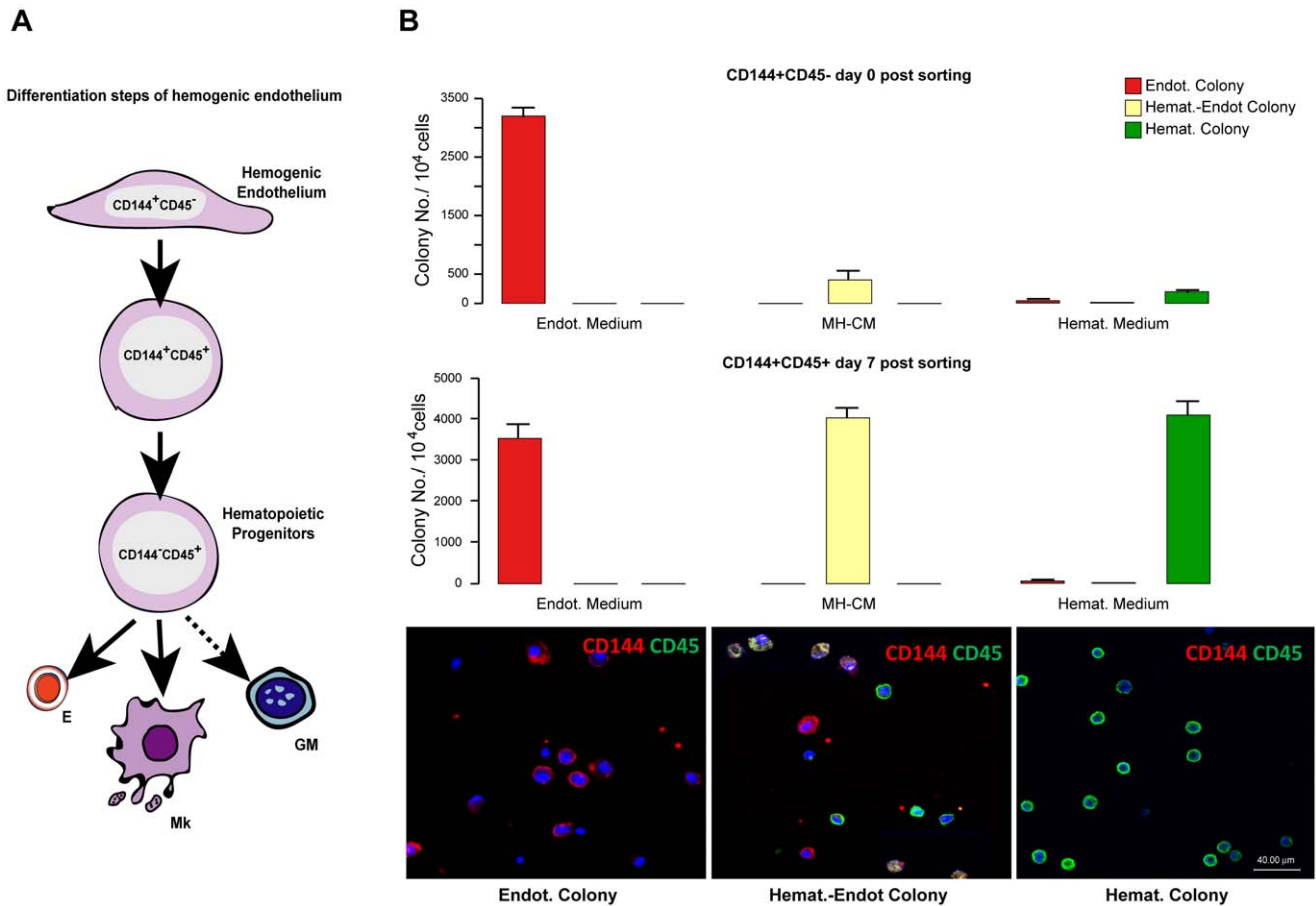 A
Differentiation steps of hemogenic endothelium
Hemogenic
Endothelium
CD144+CD45-
CD144+CD45+
Hematopoietic
Progenitors
CD144-CD45+
E
GM
Mk
B
CD144+CD45- day 0 post sorting
Endot. Colony
Hemat.-Endot Colony
Hemat. Colony
Colony No./ 10⁴ cells
3500
2500
1500
500
0
Endot. Medium
MH-CM
Hemat. Medium
CD144+CD45+ day 7 post sorting
Colony No./ 10⁴cells
5000
4000
3000
2000
1000
0
Endot. Medium
MH-CM
Hemat. Medium
CD144 CD45
CD144 CD45
CD144 CD45
40.00 µm
Endot. Colony
Hemat.-Endot Colony
Hemat. Colony